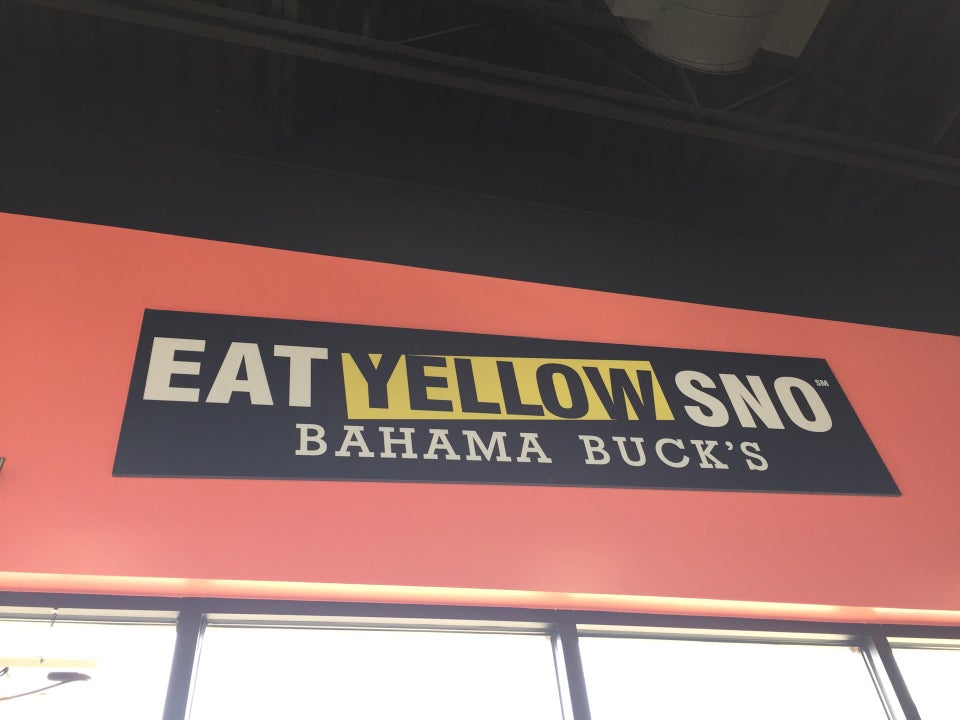 EAT YELLOW SNO℠
BAHAMA BUCK'S